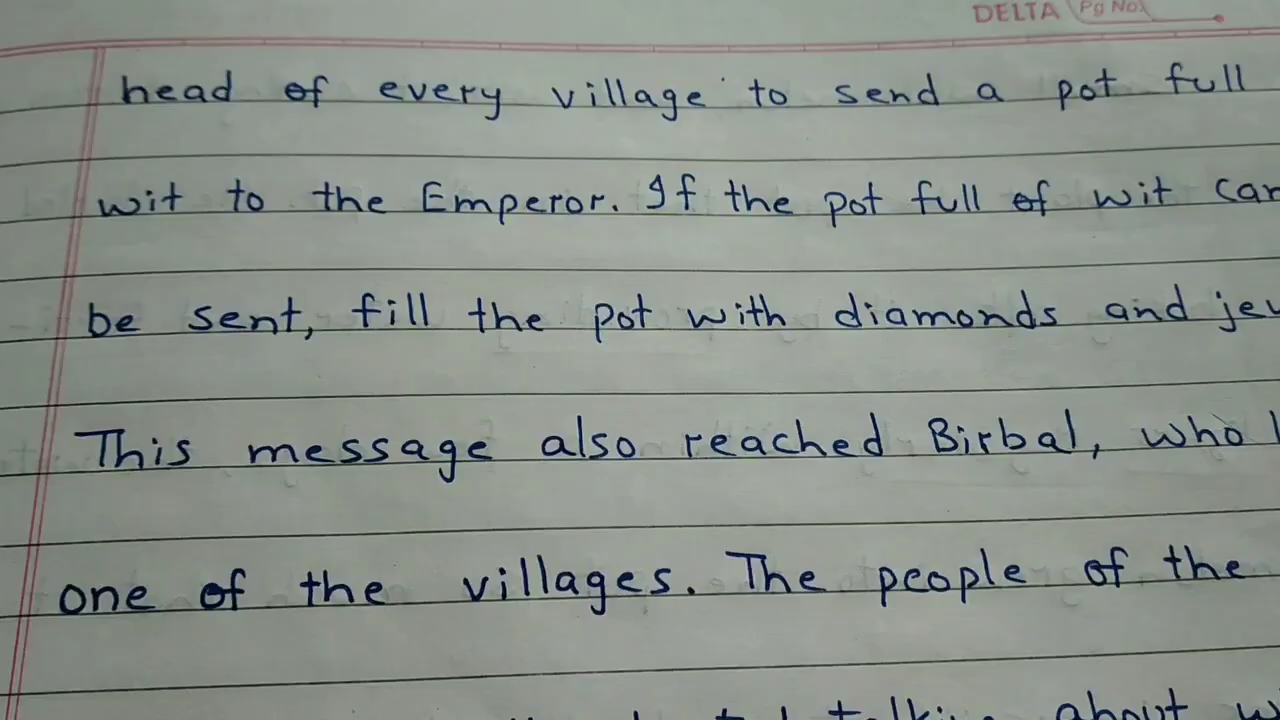 DELTA Pg No.
head of every village to send a pot full
wit to the Emperor. If the pot full of wit
be sent, fill the pot with diamonds and
This message also reached Birbal, who
one of the villages. The people of the
about